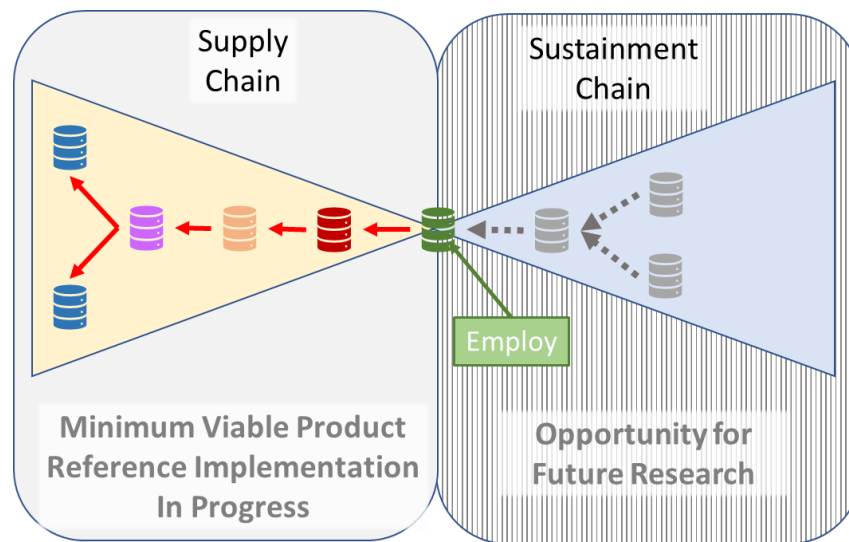 Supply
Chain
Sustainment
Chain
Employ
Minimum Viable Product
Reference Implementation
In Progress
Opportunity for
Future Research